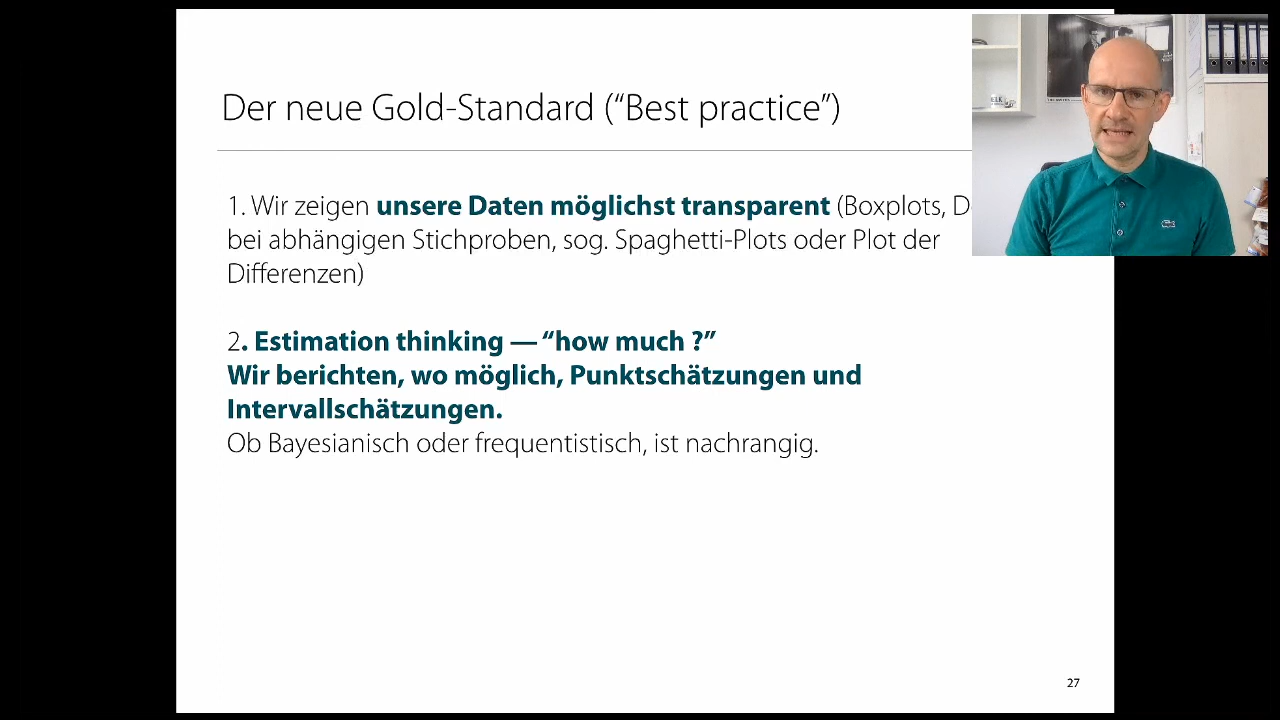 Der neue Gold-Standard (“Best practice”)
1. Wir zeigen unsere Daten möglichst transparent (Boxplots,
bei abhängigen Stichproben, sog. Spaghetti-Plots oder Plot der
Differenzen)
2. Estimation thinking — “how much ?”
Wir berichten, wo möglich, Punktschätzungen und
Intervallschätzungen.
Ob Bayesianisch oder frequentistisch, ist nachrangig.
27